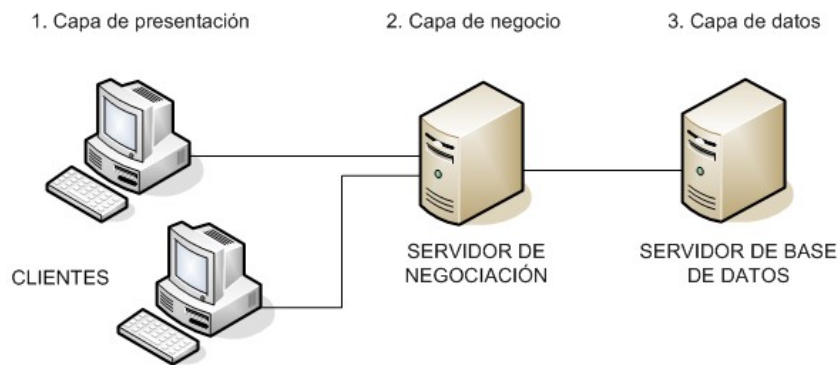 1. Capa de presentación
2. Capa de negocio
3. Capa de datos
SERVIDOR DE
NEGOCIACIÓN
SERVIDOR DE BASE
DE DATOS
CLIENTES